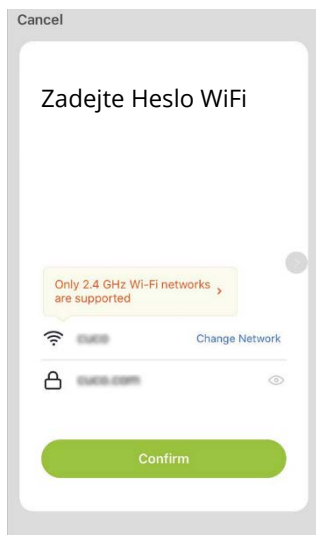 Cancel
Zadejte Heslo WiFi
Only 2.4 GHz Wi-Fi networks
are supported
Change Network
Confirm